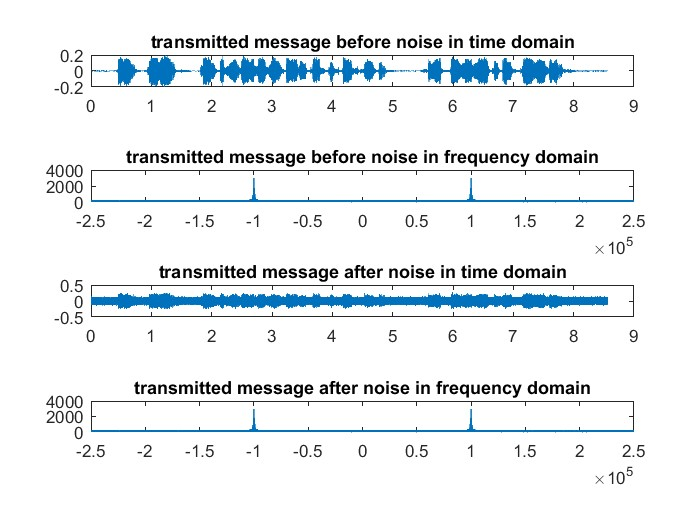 transmitted message before noise in time domain
0.2
0
-0.2
0 1 2 3 4 5 6 7 8 9
transmitted message before noise in frequency domain
4000
2000
0
-2.5 -2 -1.5 -1 -0.5 0 0.5 1 1.5 2 2.5
×10^5
transmitted message after noise in time domain
0.5
0
-0.5
0 1 2 3 4 5 6 7 8 9
transmitted message after noise in frequency domain
4000
2000
0
-2.5 -2 -1.5 -1 -0.5 0 0.5 1 1.5 2 2.5
×10^5